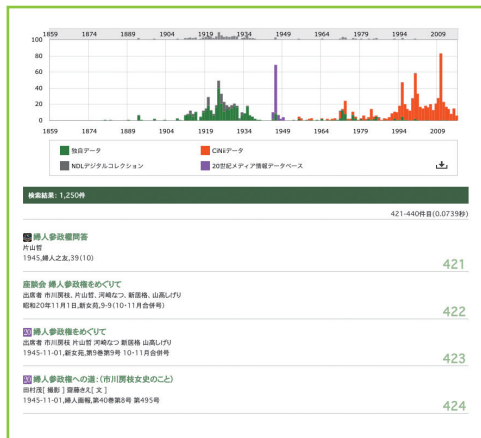 1859 1874 1889 1904 1919 1934 1949 1964 1979 1994 2009
100
80
60
40
20
0
1859 1874 1889 1904 1919 1934 1949 1964 1979 1994 2009
独自データ CiNiiデータ
NDLデジタルコレクション 20世紀メディア情報データベース
検索結果: 1,250件
421-440件目(0.0739秒)
婦人参政權問答
片山哲
1945,婦人之友,39(10)
421
座談会 婦人参政権をめぐりて
出席者 市川房枝、片山哲、河崎なつ、新居格、山高しげり
昭和20年11月1日,新女苑,9-9(10・11月合併号)
422
20 婦人参政権をめぐりて
出席者 市川房枝 片山哲 河崎なつ 新居格 山高しげり
1945-11-01,新女苑,第9巻第9号 10・11月合併号
423
20 婦人参政権への道:(市川房枝女史のこと)
田村茂[ 撮影 ] 齋藤きえ[ 文 ]
1945-11-01,婦人画報,第40巻第8号 第495号
424